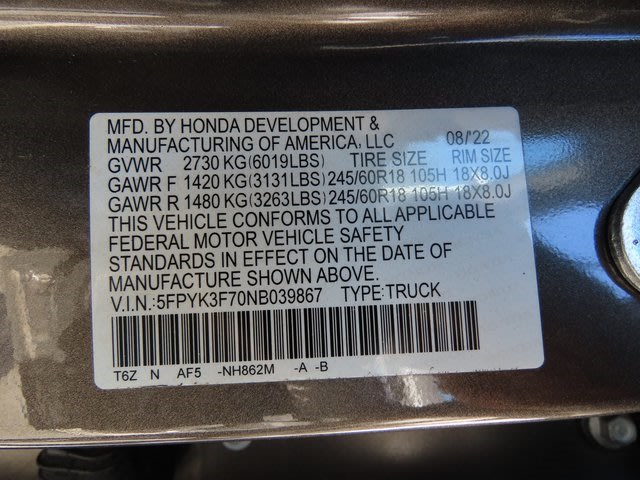 MFD. BY HONDA DEVELOPMENT &
MANUFACTURING OF AMERICA, LLC 08/'22
GVWR 2730 KG(6019LBS) TIRE SIZE RIM SIZE
GAWR F 1420 KG(3131LBS) 245/60R18 105H 18X8.0J
GAWR R 1480 KG(3263LBS) 245/60R18 105H 18X8.0J
THIS VEHICLE CONFORMS TO ALL APPLICABLE
FEDERAL MOTOR VEHICLE SAFETY
STANDARDS IN EFFECT ON THE DATE OF
MANUFACTURE SHOWN ABOVE.
V.I.N.:5FPYK3F70NB039867 TYPE:TRUCK
T6Z N AF5 -NH862M -A -B